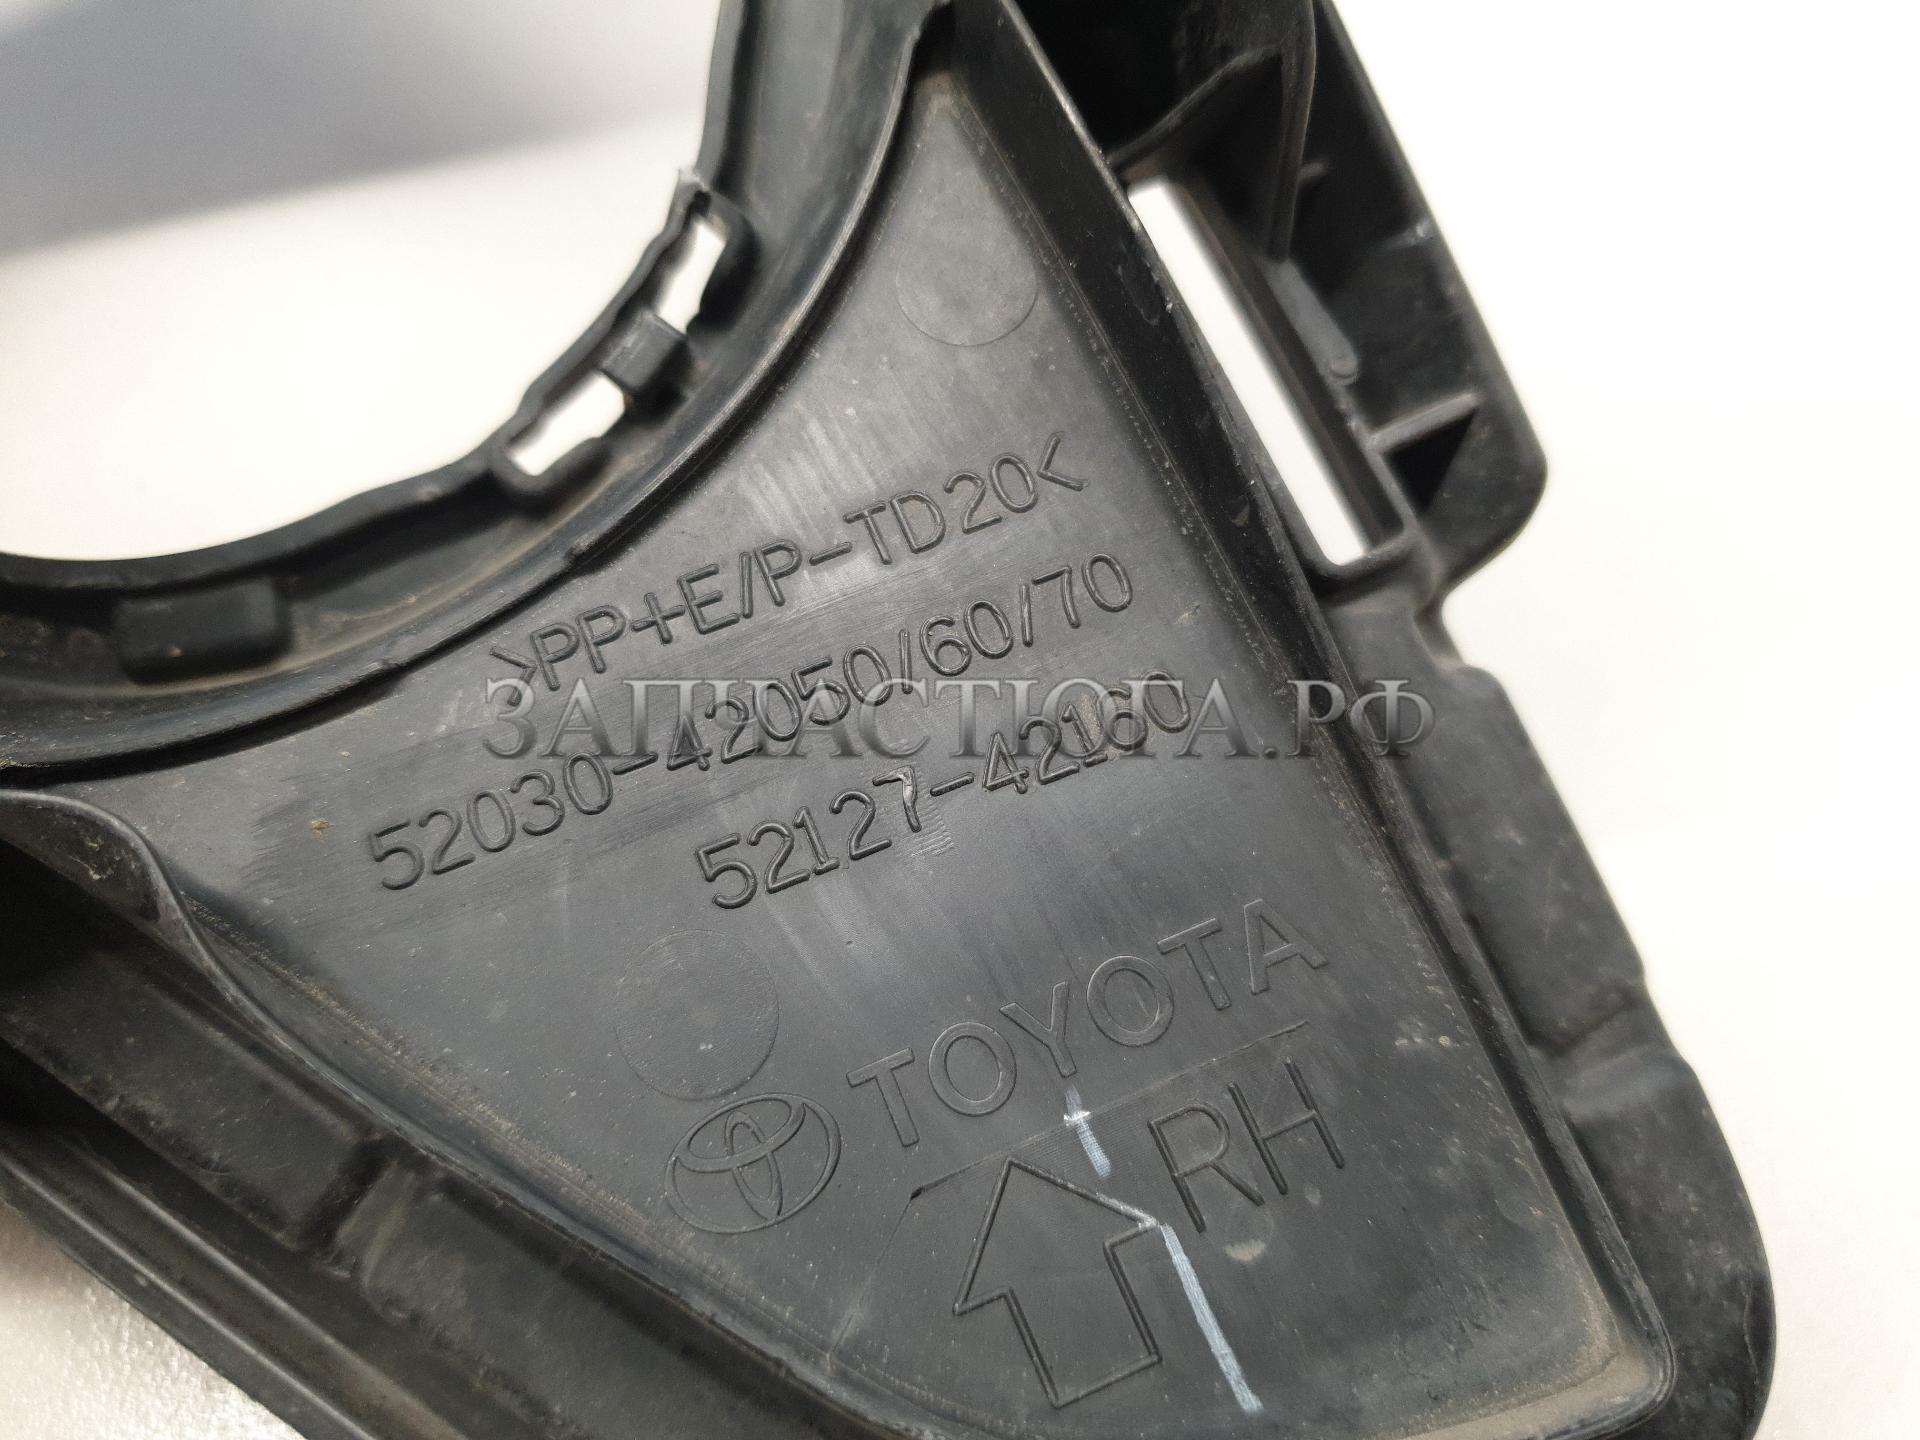 >PP+E/P-TD20<
52030-42050/60/70
52127-42160
ЗАПЧАСТЮГА.РФ
TOYOTA
RH